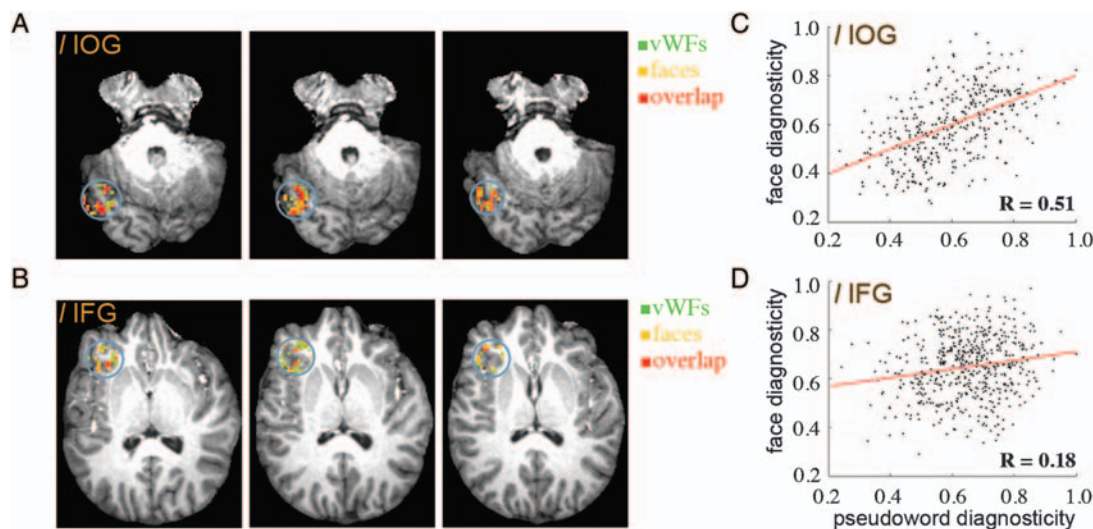 A
l IOG
vWFs
faces
overlap
B
l IFG
vWFs
faces
overlap
C
l IOG
face diagnosticity
1.0
0.8
0.6
0.4
0.2
R = 0.51
0.2 0.4 0.6 0.8 1.0
D
l IFG
face diagnosticity
1.0
0.8
0.6
0.4
0.2
R = 0.18
0.2 0.4 0.6 0.8 1.0
pseudoword diagnosticity